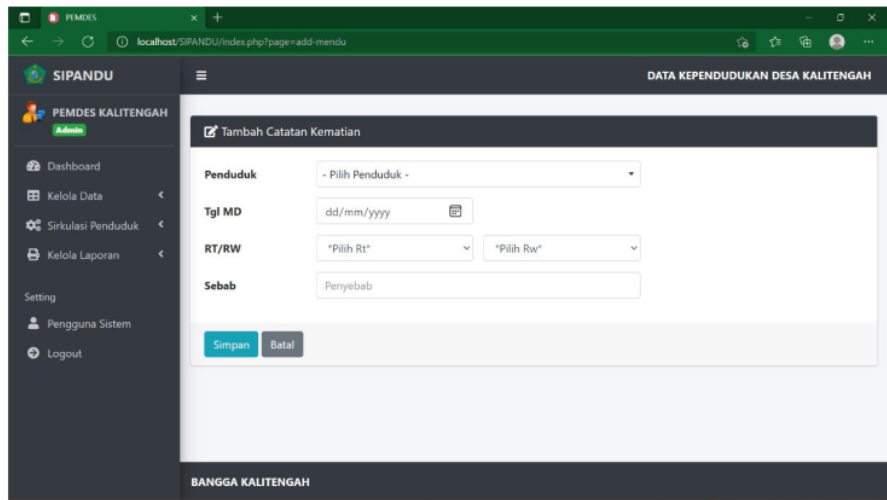 PEMDES
localhost/SIPANDU/index.php?page=add-mendu
SIPANDU
DATA KEPENDUDUKAN DESA KALITENGAH
PEMDES KALITENGAH
Admin
Dashboard
Kelola Data
Sirkulasi Penduduk
Kelola Laporan
Setting
Pengguna Sistem
Logout
Tambah Catatan Kematian
Penduduk - Pilih Penduduk -
Tgl MD dd/mm/yyyy
RT/RW *Pilih Rt* *Pilih Rw*
Sebab Penyebab
Simpan Batal
BANGGA KALITENGAH